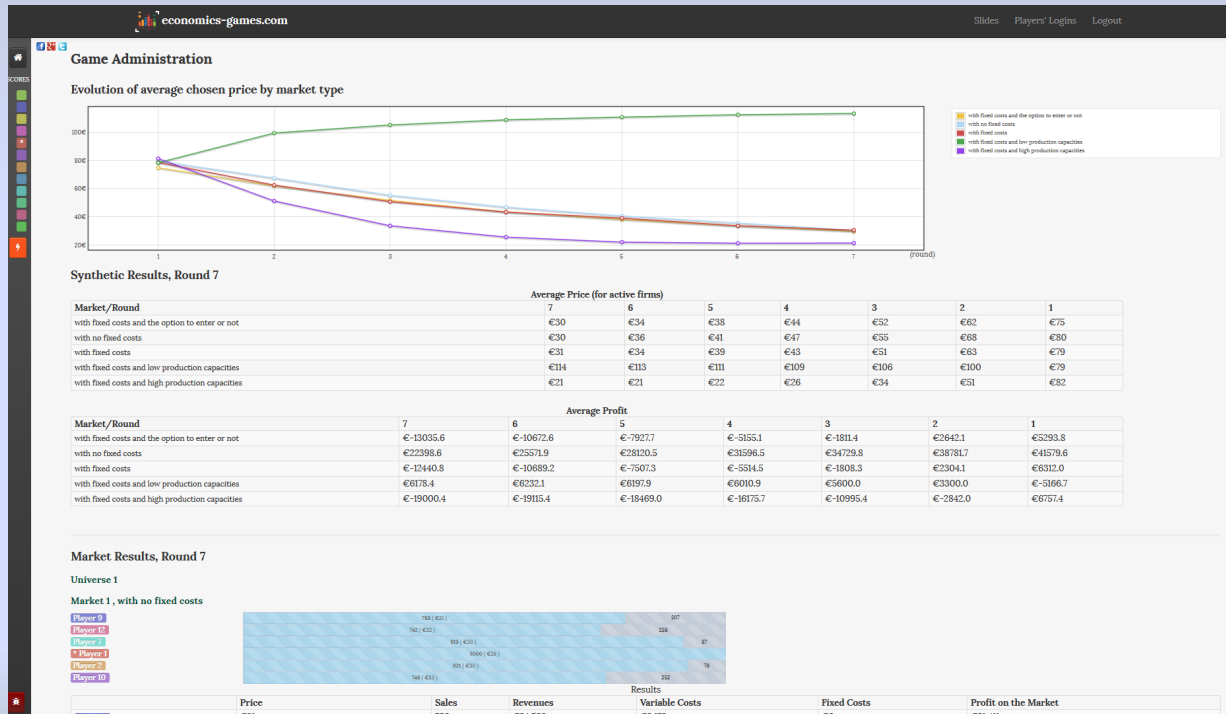 economics-games.com
Slides Players' Logins Logout
SCORES
Game Administration
Evolution of average chosen price by market type
100€
80€
60€
40€
20€
1 2 3 4 5 6 7 (round)
with fixed costs and the option to enter or not
with no fixed costs
with fixed costs
with fixed costs and low production capacities
with fixed costs and high production capacities
Synthetic Results, Round 7
Average Price (for active firms)
Market/Round 7 6 5 4 3 2 1
with fixed costs and the option to enter or not €30 €34 €38 €44 €52 €62 €75
with no fixed costs €30 €36 €41 €47 €55 €68 €80
with fixed costs €31 €34 €39 €43 €51 €63 €79
with fixed costs and low production capacities €114 €113 €111 €109 €106 €100 €79
with fixed costs and high production capacities €21 €21 €22 €26 €34 €51 €82
Average Profit
Market/Round 7 6 5 4 3 2 1
with fixed costs and the option to enter or not €-13035.6 €-10672.6 €-7927.7 €-5155.1 €-1811.4 €2642.1 €5293.8
with no fixed costs €22398.6 €25571.9 €28120.5 €31596.5 €34729.8 €38781.7 €41579.6
with fixed costs €-12440.8 €-10689.2 €-7507.3 €-5514.5 €-1808.3 €2304.1 €6312.0
with fixed costs and low production capacities €6178.4 €6232.1 €6197.9 €6010.9 €5600.0 €3300.0 €-5166.7
with fixed costs and high production capacities €-19000.4 €-19115.4 €-18469.0 €-16175.7 €-10995.4 €-2842.0 €6757.4
Market Results, Round 7
Universe 1
Market 1 , with no fixed costs
Player 9 207
Player 12 258
Player 7 87
* Player 1
Player 2 79
Player 10 252
Results
Price Sales Revenues Variable Costs Fixed Costs Profit on the Market